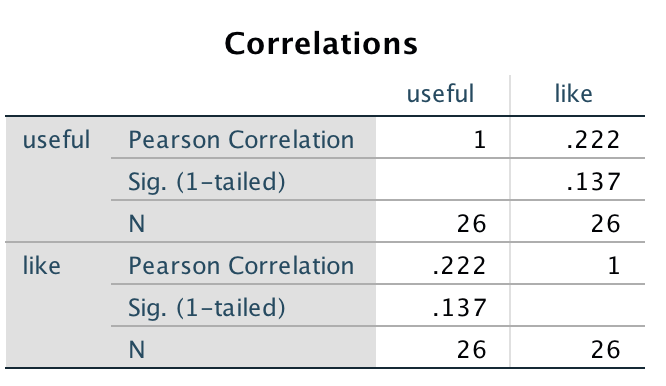 Correlations
useful like
useful Pearson Correlation 1 .222
Sig. (1-tailed) .137
N 26 26
like Pearson Correlation .222 1
Sig. (1-tailed) .137
N 26 26